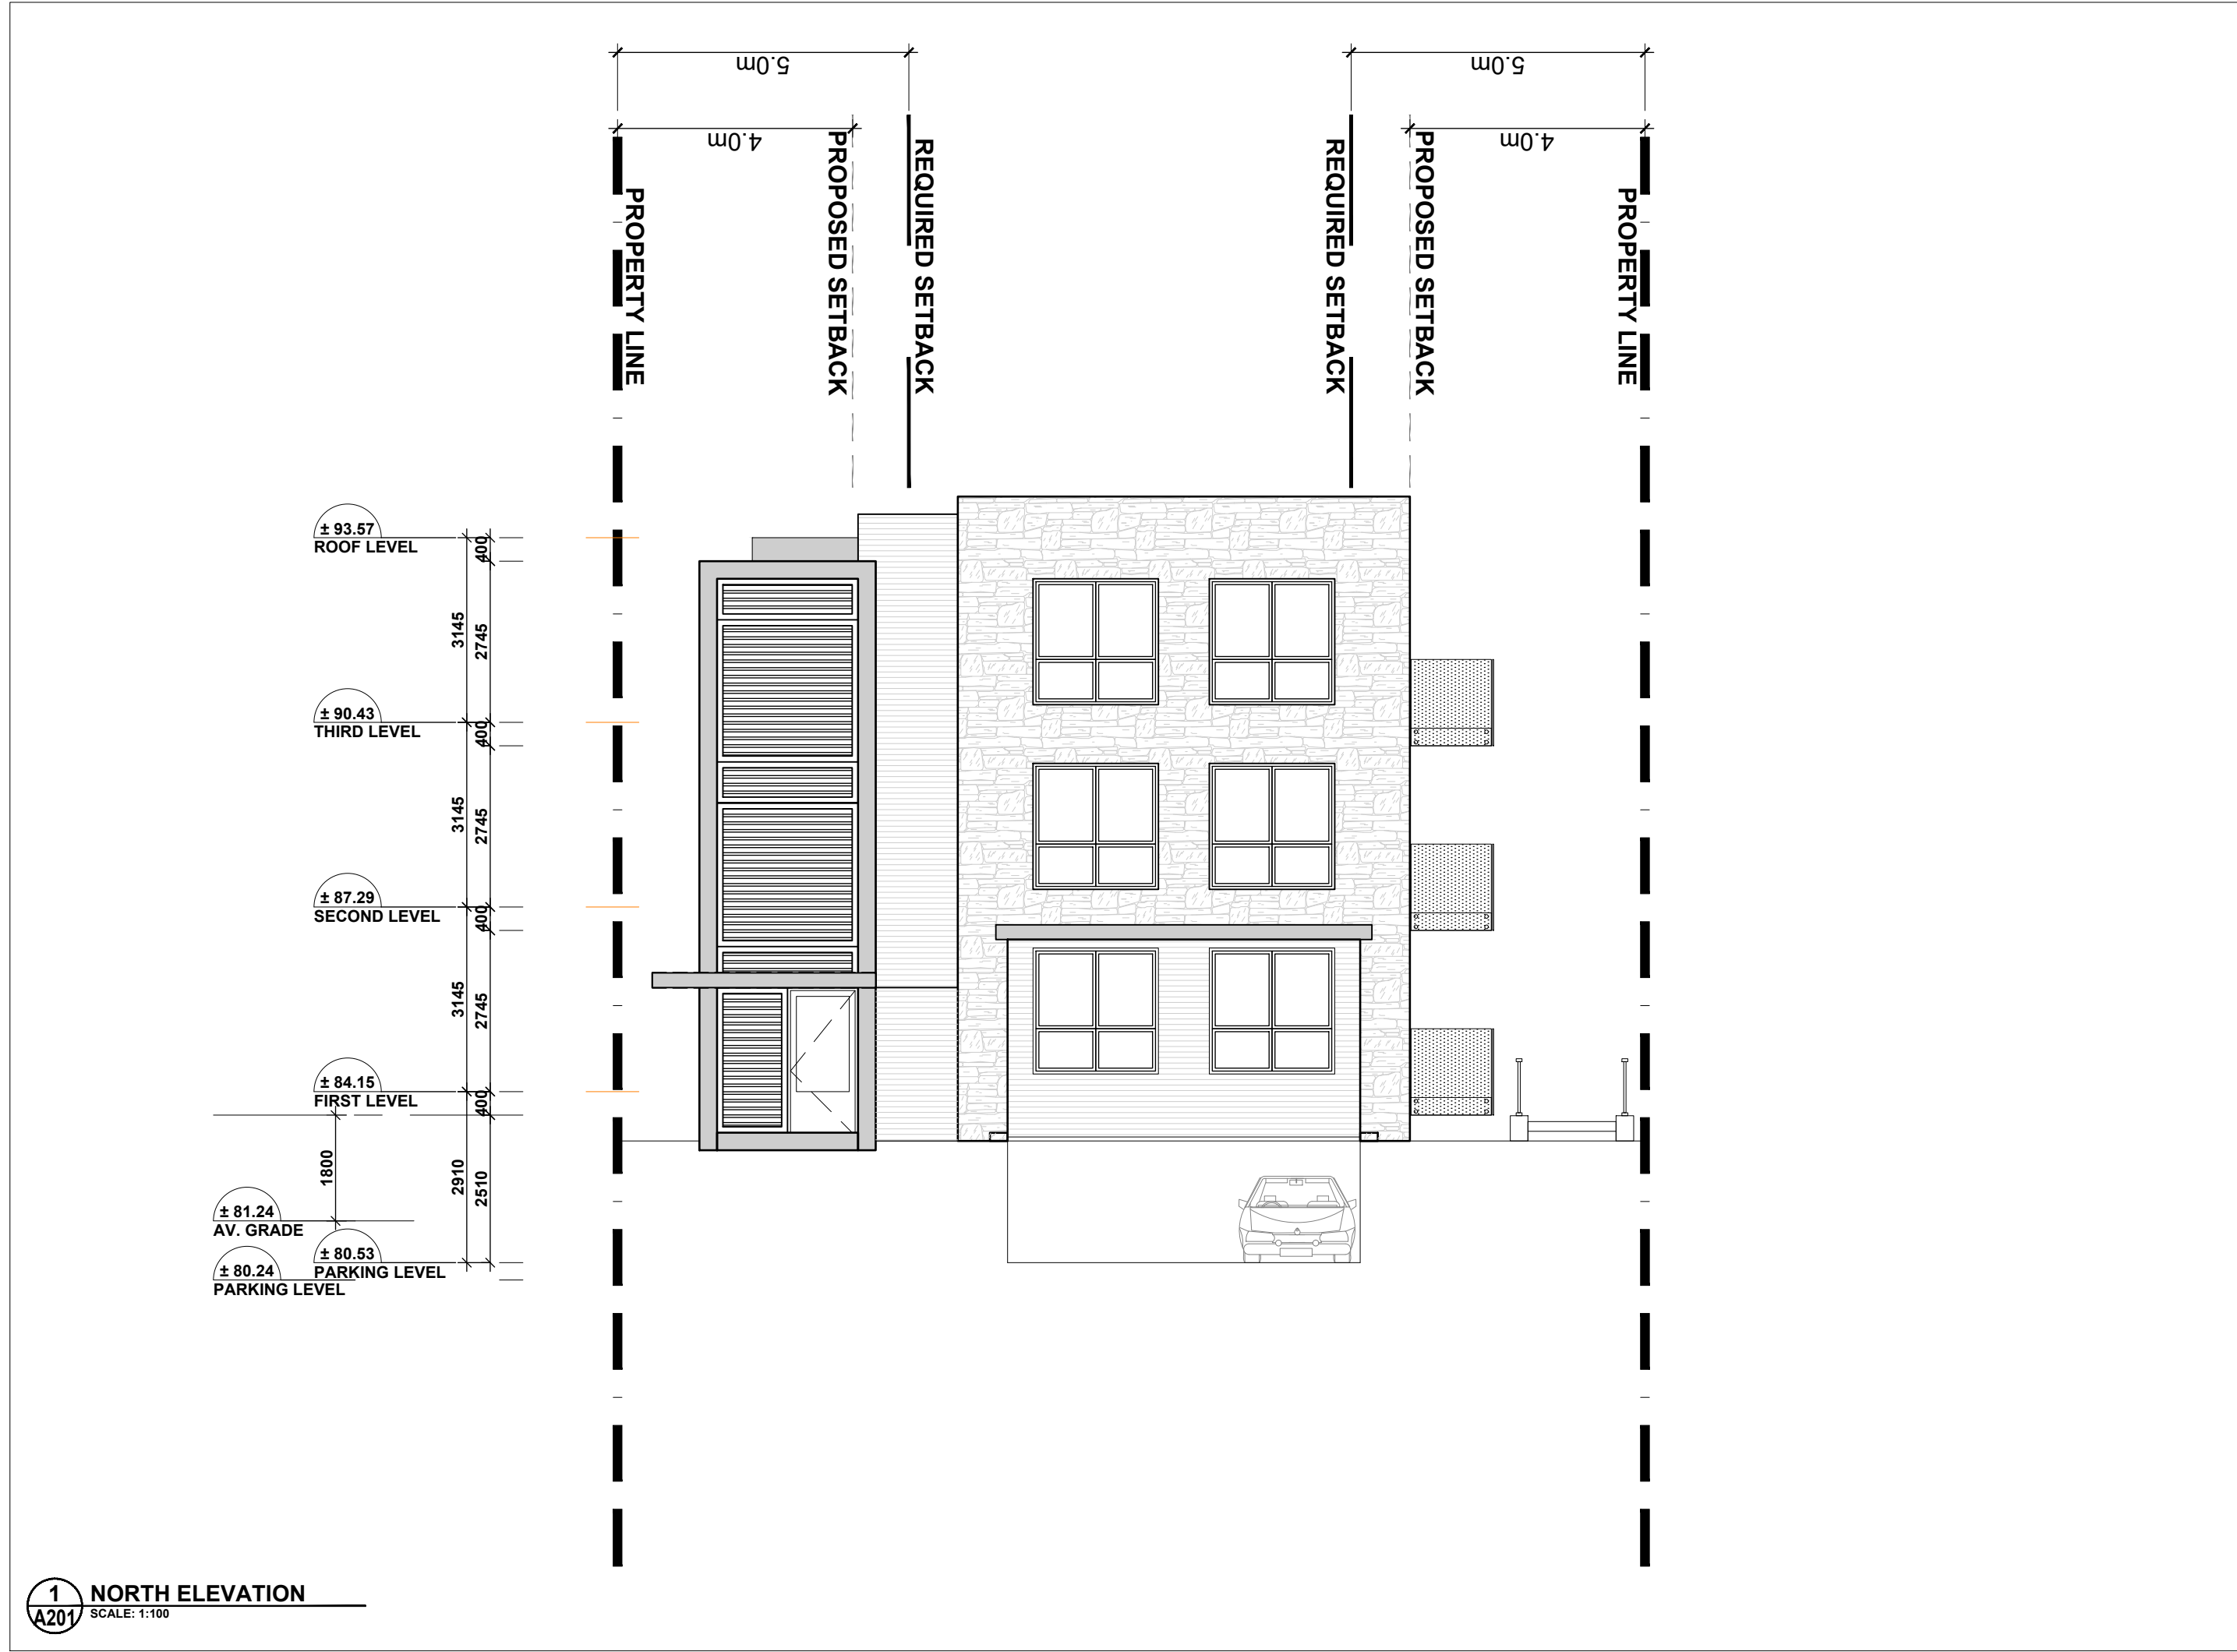 5.0m
5.0m
4.0m
4.0m
PROPERTY LINE
PROPOSED SETBACK
REQUIRED SETBACK
REQUIRED SETBACK
PROPOSED SETBACK
PROPERTY LINE
± 93.57
ROOF LEVEL
400
3145
2745
± 90.43
THIRD LEVEL
400
3145
2745
± 87.29
SECOND LEVEL
400
3145
2745
± 84.15
FIRST LEVEL
400
1800
2910
2510
± 81.24
AV. GRADE
± 80.53
PARKING LEVEL
± 80.24
PARKING LEVEL
1
A201
NORTH ELEVATION
SCALE: 1:100